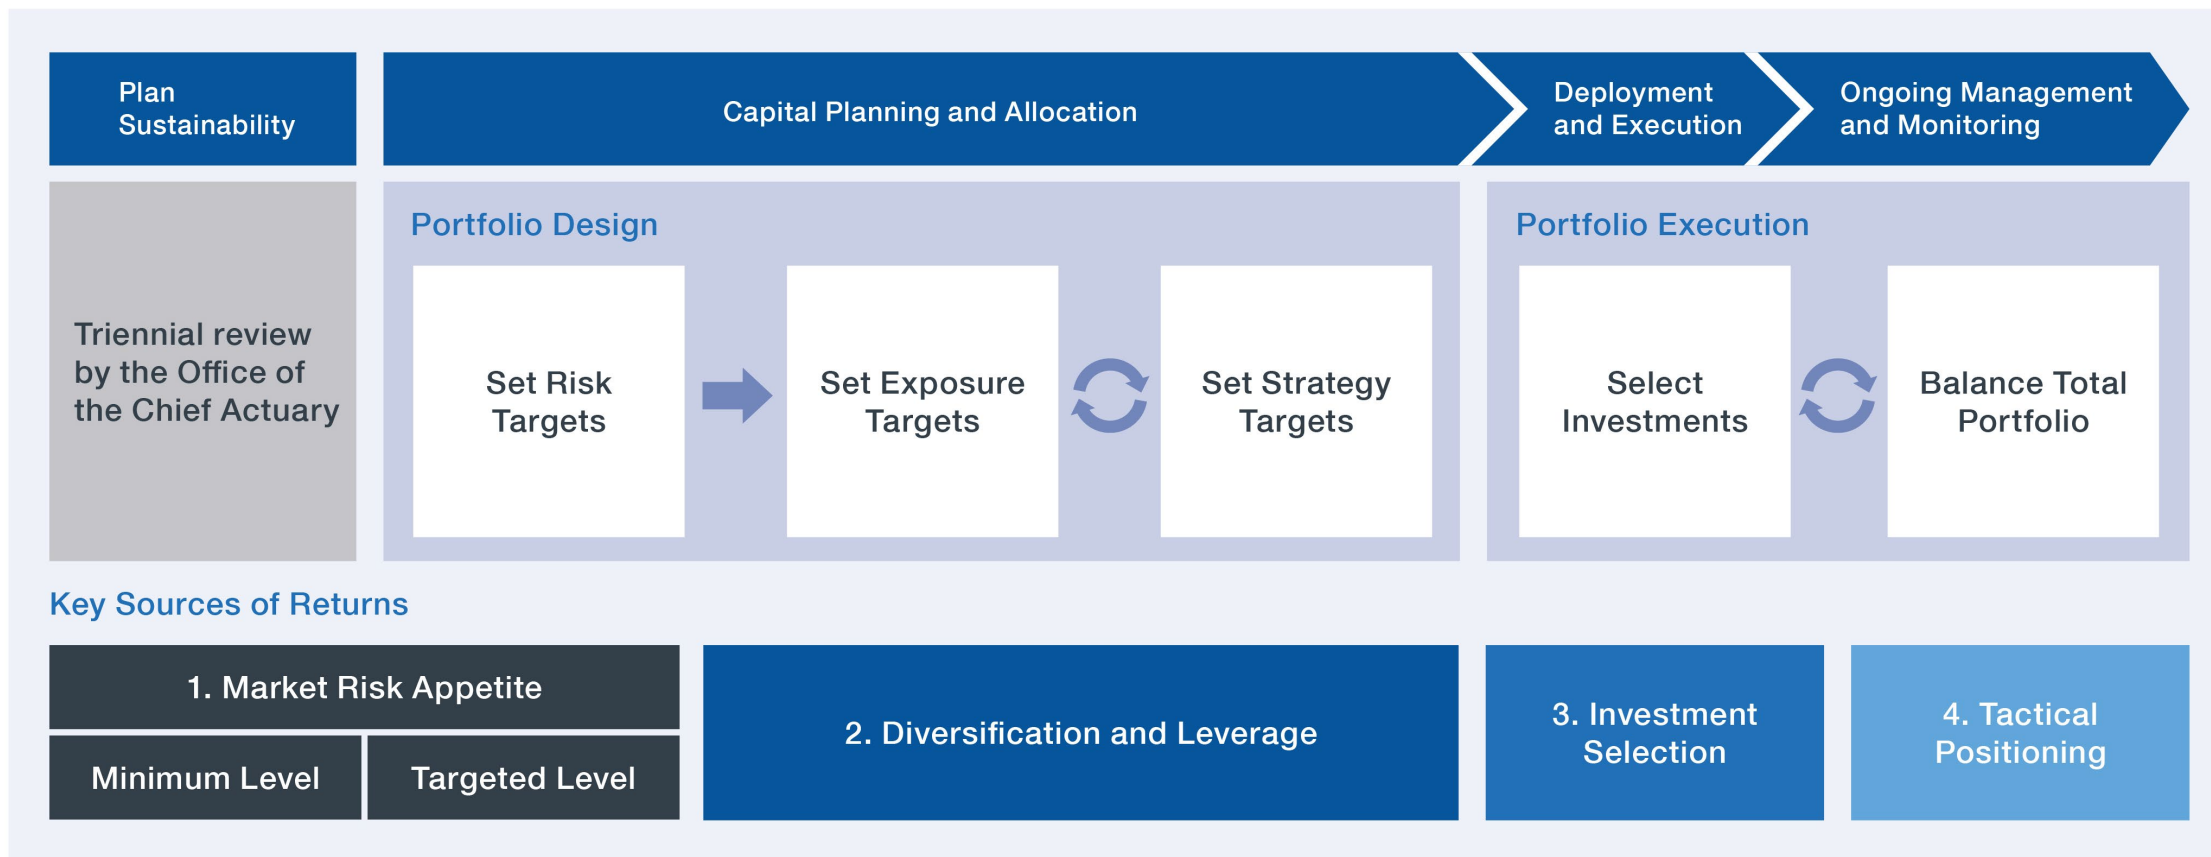 Plan
Sustainability
Capital Planning and Allocation
Deployment
and Execution
Ongoing Management
and Monitoring
Triennial review
by the Office of
the Chief Actuary
Portfolio Design
Set Risk
Targets
Set Exposure
Targets
Set Strategy
Targets
Portfolio Execution
Select
Investments
Balance Total
Portfolio
Key Sources of Returns
1. Market Risk Appetite
Minimum Level
Targeted Level
2. Diversification and Leverage
3. Investment
Selection
4. Tactical
Positioning